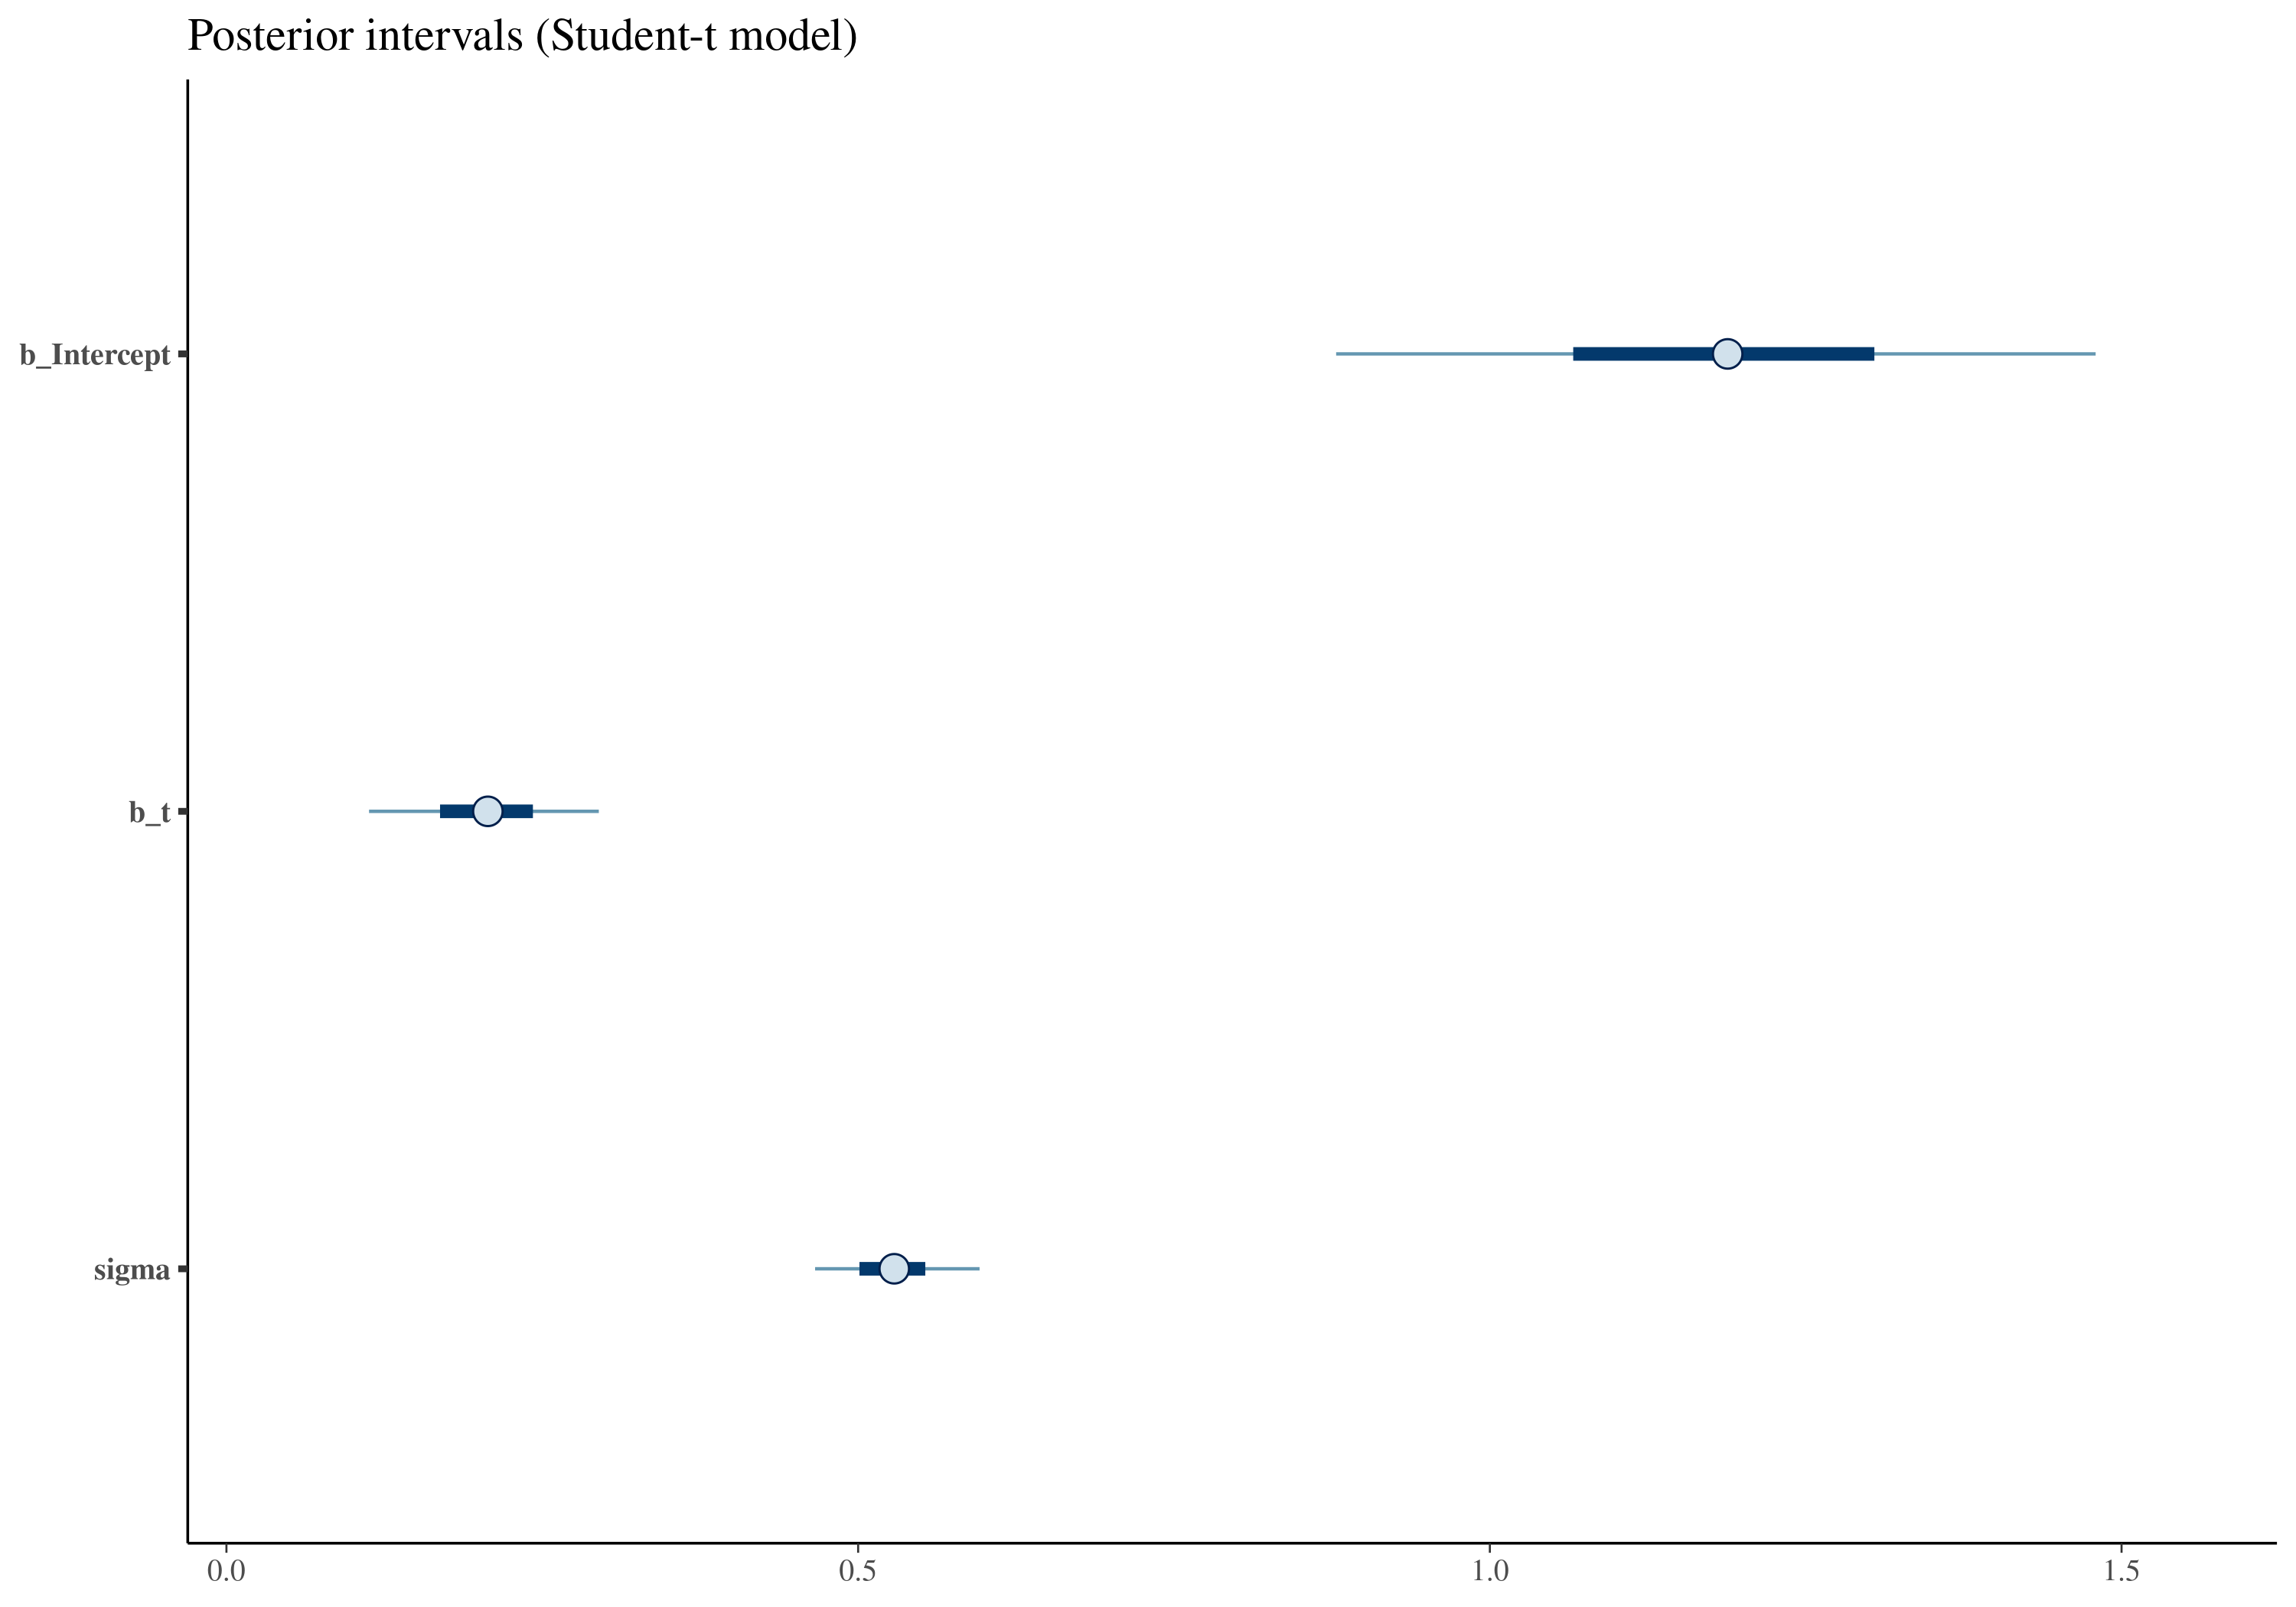 Posterior intervals (Student-t model)
b_Intercept
b_t
sigma
0.0
0.5
1.0
1.5